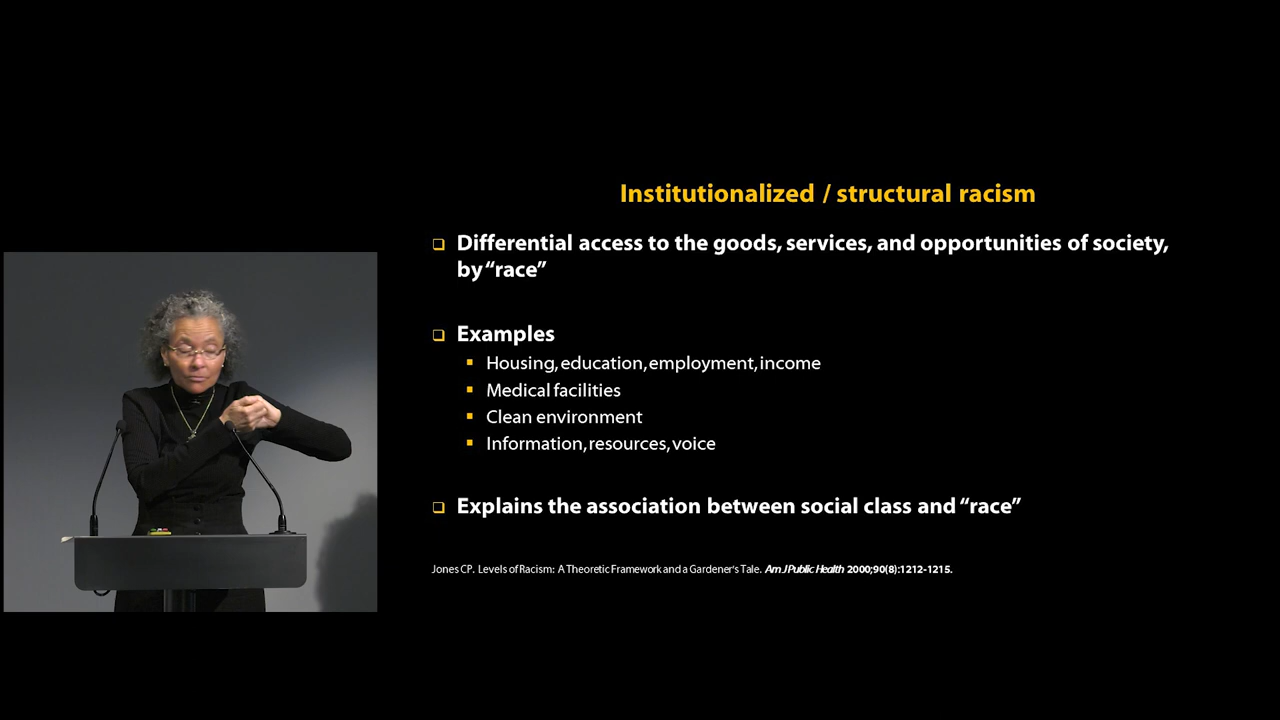 Institutionalized / structural racism
❑ Differential access to the goods, services, and opportunities of society,
by “race”
❑ Examples
▪ Housing, education, employment, income
▪ Medical facilities
▪ Clean environment
▪ Information, resources, voice
❑ Explains the association between social class and “race”
Jones CP. Levels of Racism: A Theoretic Framework and a Gardener's Tale. Am J Public Health 2000;90(8):1212-1215.